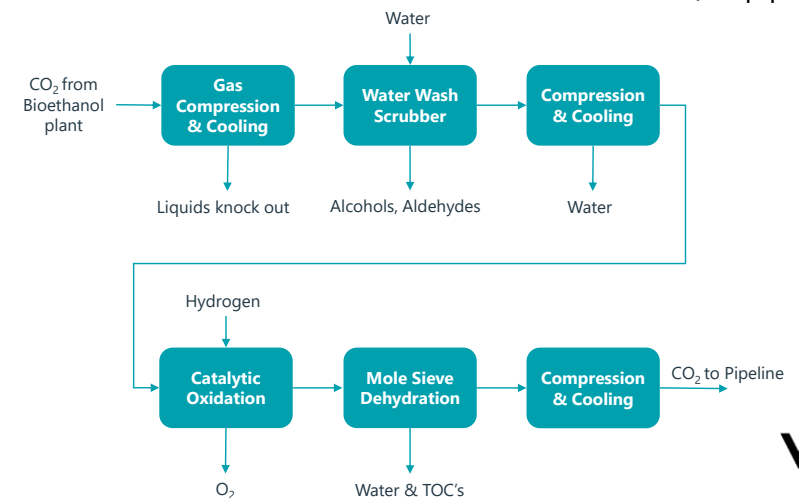 Water
CO₂ from
Bioethanol
plant
Gas
Compression
& Cooling
Water Wash
Scrubber
Compression
& Cooling
Liquids knock out
Alcohols, Aldehydes
Water
Hydrogen
Catalytic
Oxidation
Mole Sieve
Dehydration
Compression
& Cooling
CO₂ to Pipeline
O₂
Water & TOC's